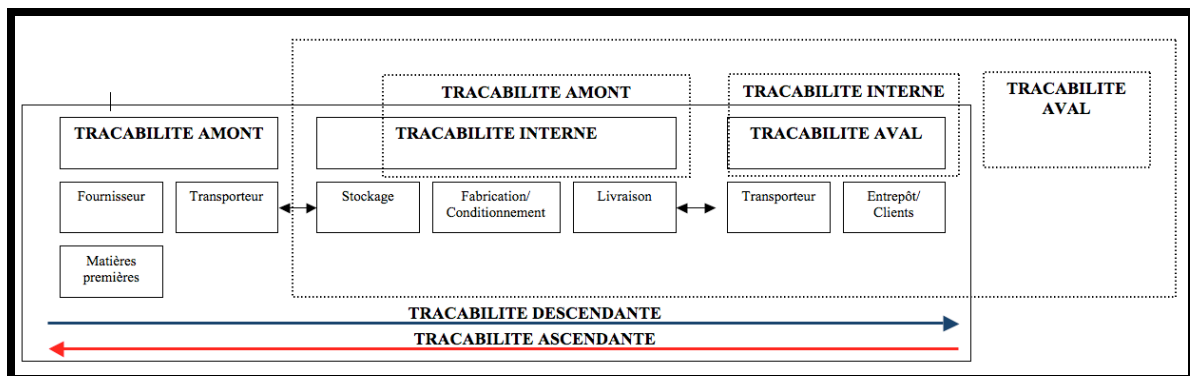 TRACABILITE AMONT
TRACABILITE INTERNE
TRACABILITE
AVAL
TRACABILITE AMONT
TRACABILITE INTERNE
TRACABILITE AVAL
Fournisseur
Transporteur
Stockage
Fabrication/
Conditionnement
Livraison
Transporteur
Entrepôt/
Clients
Matières
premières
TRACABILITE DESCENDANTE
TRACABILITE ASCENDANTE